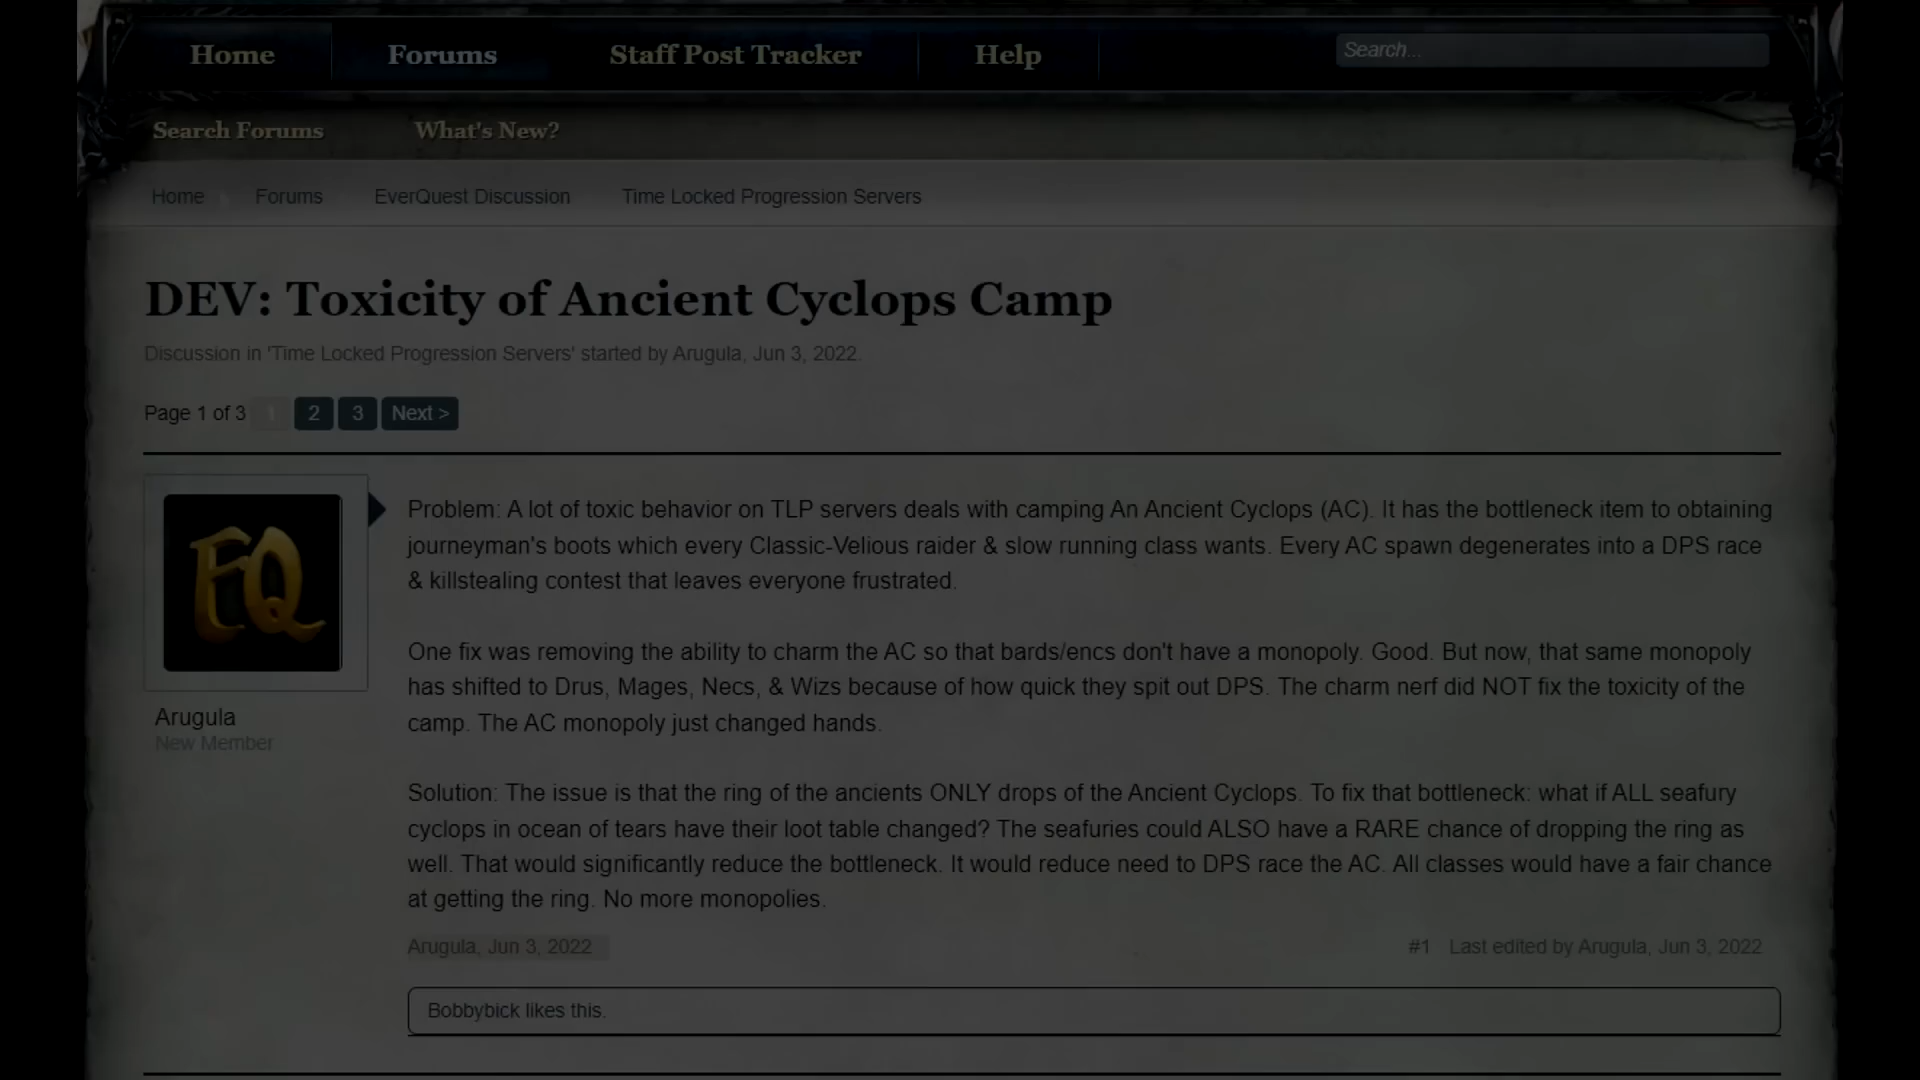 Home Forums Staff Post Tracker Help Search...
Search Forums What's New?
Home Forums EverQuest Discussion Time Locked Progression Servers
DEV: Toxicity of Ancient Cyclops Camp
Discussion in 'Time Locked Progression Servers' started by Arugula, Jun 3, 2022.
Page 1 of 3 1 2 3 Next >
EQ
Arugula
New Member
Problem: A lot of toxic behavior on TLP servers deals with camping An Ancient Cyclops (AC). It has the bottleneck item to obtaining
journeyman's boots which every Classic-Velious raider & slow running class wants. Every AC spawn degenerates into a DPS race
& killstealing contest that leaves everyone frustrated.
One fix was removing the ability to charm the AC so that bards/encs don't have a monopoly. Good. But now, that same monopoly
has shifted to Drus, Mages, Necs, & Wizs because of how quick they spit out DPS. The charm nerf did NOT fix the toxicity of the
camp. The AC monopoly just changed hands.
Solution: The issue is that the ring of the ancients ONLY drops of the Ancient Cyclops. To fix that bottleneck: what if ALL seafury
cyclops in ocean of tears have their loot table changed? The seafuries could ALSO have a RARE chance of dropping the ring as
well. That would significantly reduce the bottleneck. It would reduce need to DPS race the AC. All classes would have a fair chance
at getting the ring. No more monopolies.
Arugula, Jun 3, 2022 #1 Last edited by Arugula, Jun 3, 2022
Bobbybick likes this.